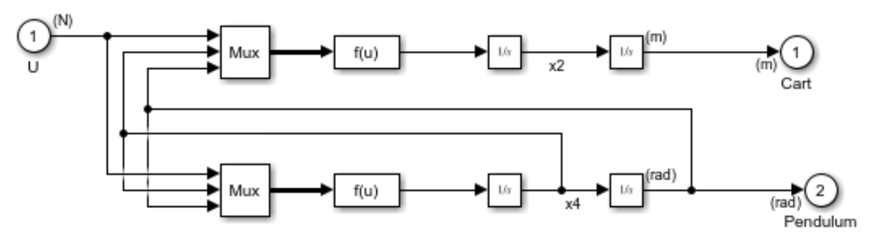 (N)
1
U
Mux
f(u)
1/s
x2
1/s
(m)
(m)
1
Cart
Mux
f(u)
1/s
x4
1/s
(rad)
(rad)
2
Pendulum